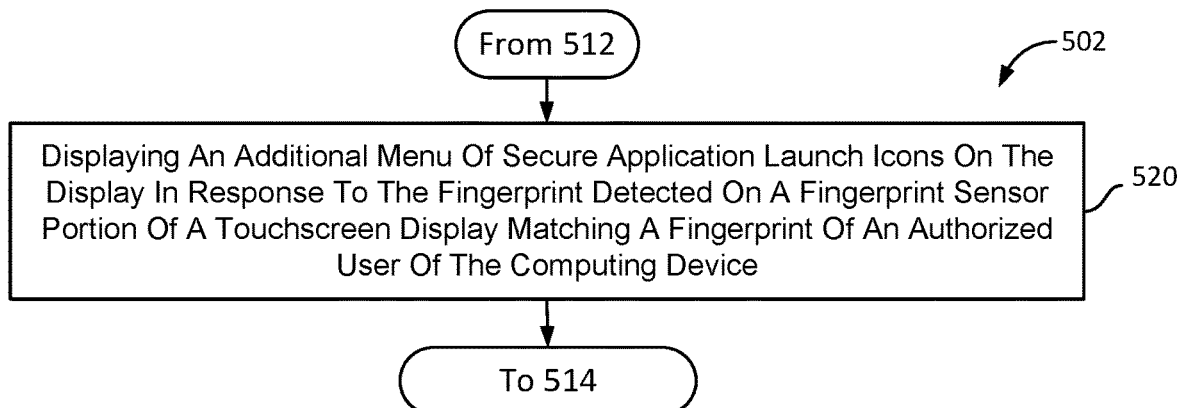 From 512
502
Displaying An Additional Menu Of Secure Application Launch Icons On The
Display In Response To The Fingerprint Detected On A Fingerprint Sensor
Portion Of A Touchscreen Display Matching A Fingerprint Of An Authorized
User Of The Computing Device
520
To 514